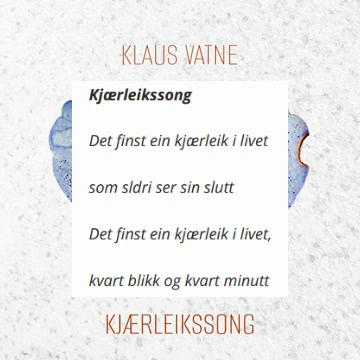 KLAUS VATNE
Kjærleikssong
Det finst ein kjærleik i livet
som sldri ser sin slutt
Det finst ein kjærleik i livet,
kvart blikk og kvart minutt
KJÆRLEIKSSONG